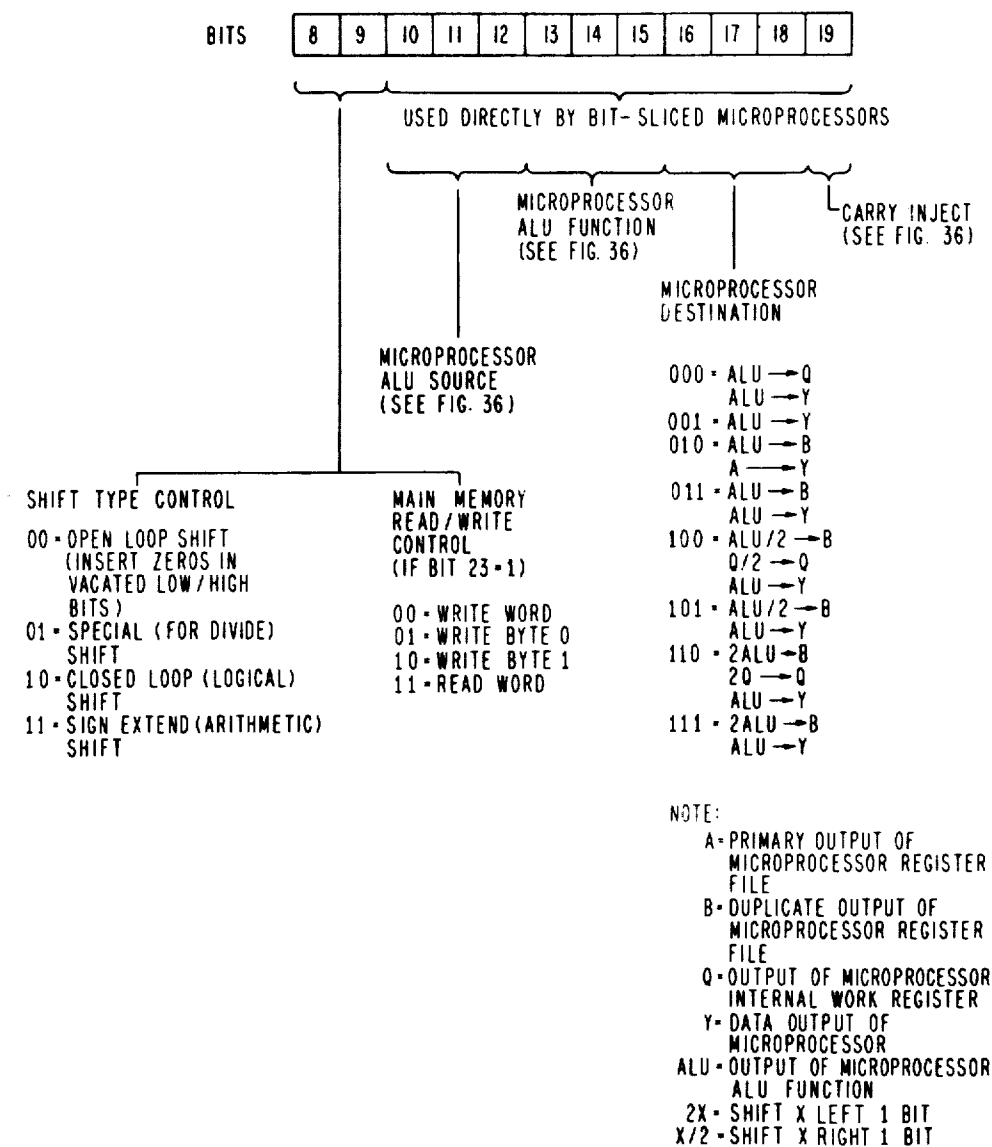 BITS 8 9 10 11 12 13 14 15 16 17 18 19
USED DIRECTLY BY BIT-SLICED MICROPROCESSORS
MICROPROCESSOR
ALU FUNCTION
(SEE FIG. 36)
CARRY INJECT
(SEE FIG. 36)
MICROPROCESSOR
DESTINATION
MICROPROCESSOR
ALU SOURCE
(SEE FIG. 36)
000 = ALU → Q
ALU → Y
001 = ALU → Y
010 = ALU → B
A → Y
011 = ALU → B
ALU → Y
100 = ALU/2 → B
Q/2 → Q
ALU → Y
101 = ALU/2 → B
ALU → Y
110 = 2ALU → B
2Q → Q
ALU → Y
111 = 2ALU → B
ALU → Y
SHIFT TYPE CONTROL
00 = OPEN LOOP SHIFT
(INSERT ZEROS IN
VACATED LOW/HIGH
BITS)
01 = SPECIAL (FOR DIVIDE)
SHIFT
10 = CLOSED LOOP (LOGICAL)
SHIFT
11 = SIGN EXTEND (ARITHMETIC)
SHIFT
MAIN MEMORY
READ/WRITE
CONTROL
(IF BIT 23=1)
00 = WRITE WORD
01 = WRITE BYTE 0
10 = WRITE BYTE 1
11 = READ WORD
NOTE:
A = PRIMARY OUTPUT OF
MICROPROCESSOR REGISTER
FILE
B = DUPLICATE OUTPUT OF
MICROPROCESSOR REGISTER
FILE
Q = OUTPUT OF MICROPROCESSOR
INTERNAL WORK REGISTER
Y = DATA OUTPUT OF
MICROPROCESSOR
ALU = OUTPUT OF MICROPROCESSOR
ALU FUNCTION
2X = SHIFT X LEFT 1 BIT
X/2 = SHIFT X RIGHT 1 BIT